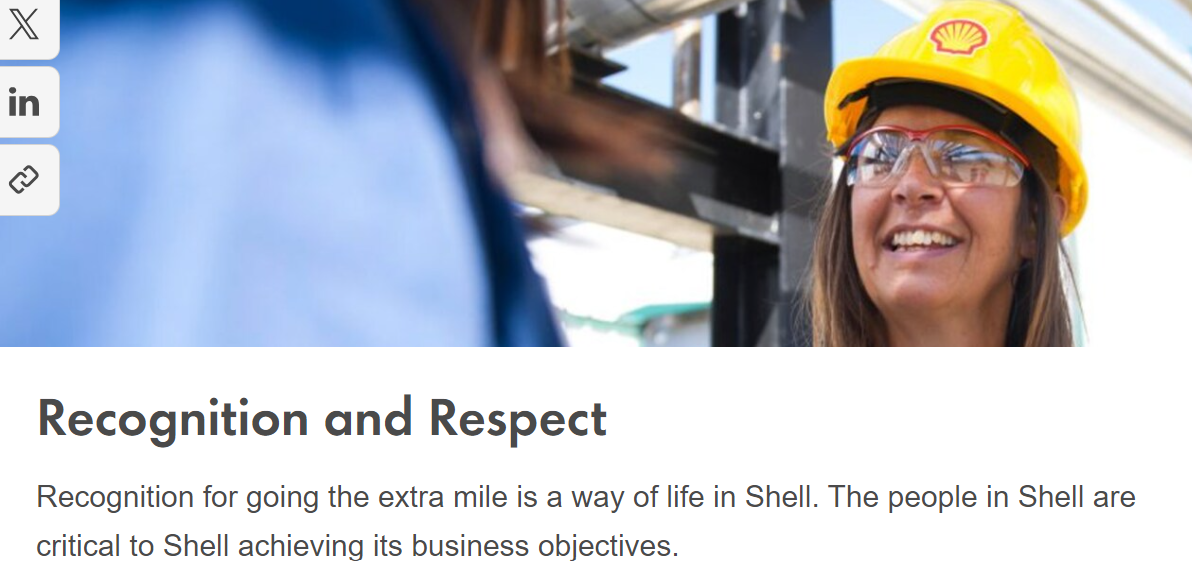 in
Recognition and Respect
Recognition for going the extra mile is a way of life in Shell. The people in Shell are
critical to Shell achieving its business objectives.